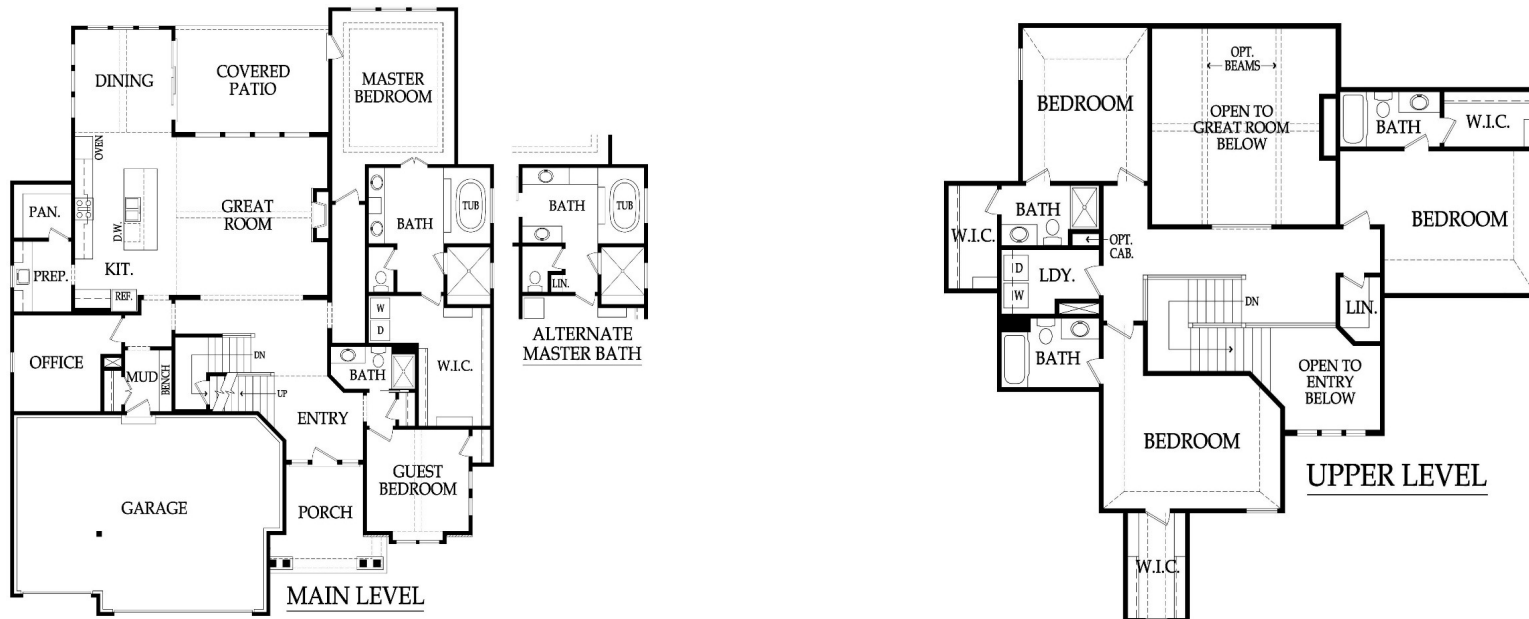 DINING
COVERED
PATIO
MASTER
BEDROOM
OVEN
PAN.
D.W.
GREAT
ROOM
BATH
TUB
PREP.
KIT.
REF.
W
D
OFFICE
MUD
BENCH
DN
UP
BATH
W.I.C.
ENTRY
GUEST
BEDROOM
GARAGE
PORCH
MAIN LEVEL
BATH
TUB
LIN.
ALTERNATE
MASTER BATH
BEDROOM
OPT.
BEAMS
OPEN TO
GREAT ROOM
BELOW
BATH
W.I.C.
BEDROOM
W.I.C.
BATH
OPT.
CAB.
D
W
LDY.
DN
LIN.
BATH
OPEN TO
ENTRY
BELOW
BEDROOM
W.I.C.
UPPER LEVEL